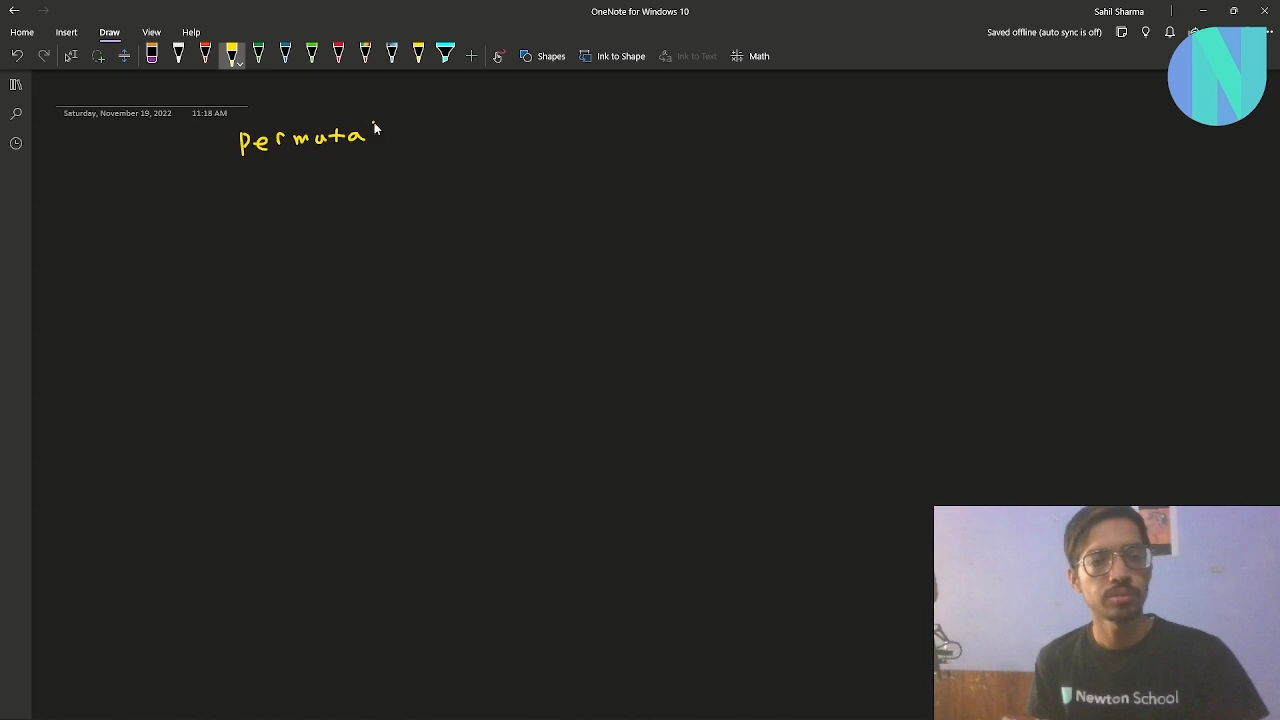 OneNote for Windows 10
Sahil Sharma
Home Insert Draw View Help
Saved offline (auto sync is off)
Shapes Ink to Shape Ink to Text Math
Saturday, November 19, 2022 11:18 AM
permuta
Newton School